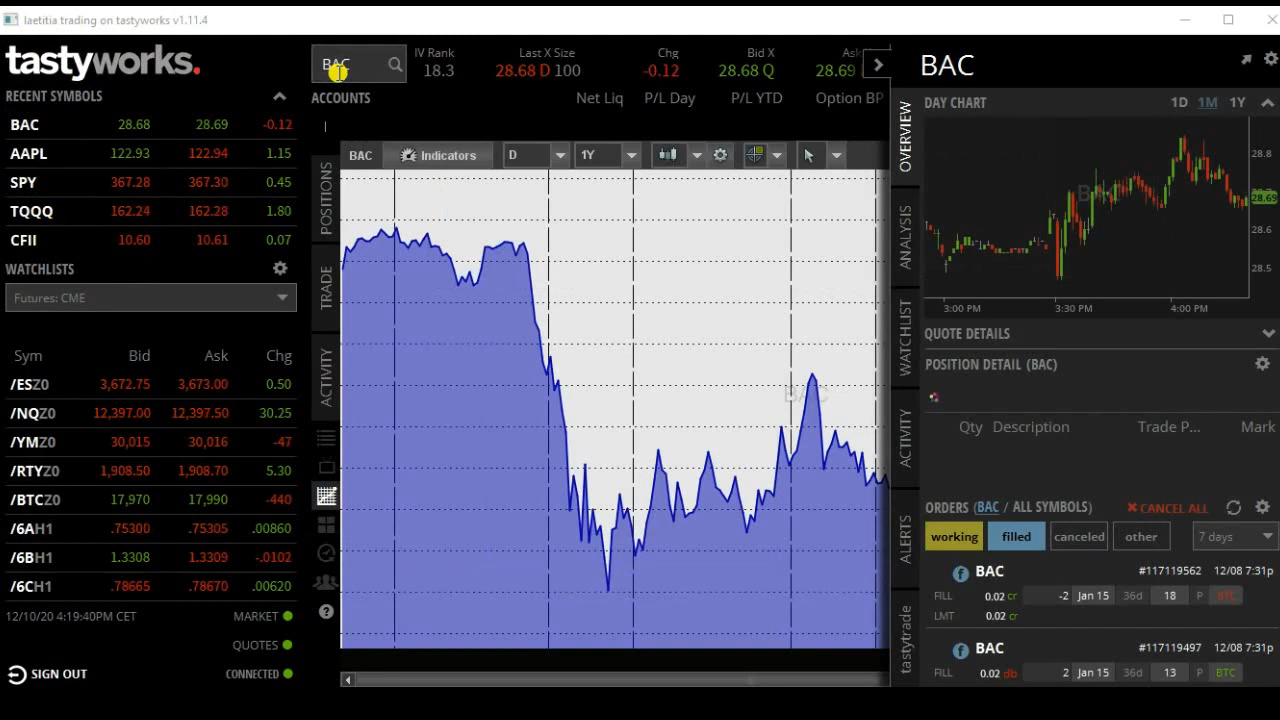 laetitia trading on tastyworks v1.11.4
tastyworks.
RECENT SYMBOLS
BAC 28.68 28.69 -0.12
AAPL 122.93 122.94 1.15
SPY 367.28 367.30 0.45
TQQQ 162.24 162.28 1.80
CFII 10.60 10.61 0.07
WATCHLISTS
Futures: CME
Sym Bid Ask Chg
/ESZ0 3,672.75 3,673.00 0.50
/NQZ0 12,397.00 12,397.50 30.25
/YMZ0 30,015 30,016 -47
/RTYZ0 1,908.50 1,908.70 5.30
/BTCZ0 17,970 17,990 -440
/6AH1 .75300 .75305 .00860
/6BH1 1.3308 1.3309 -.0102
/6CH1 .78665 .78670 .00620
12/10/20 4:19:40PM CET MARKET
QUOTES
SIGN OUT CONNECTED
BAC
IV Rank Last X Size Chg Bid X
18.3 28.68 D 100 -0.12 28.68 Q 28.69
ACCOUNTS Net Liq P/L Day P/L YTD Option BP
POSITIONS
TRADE
ACTIVITY
BAC Indicators D 1Y
BAC
OVERVIEW
ANALYSIS
WATCHLIST
ACTIVITY
ALERTS
tastytrade
BAC
DAY CHART 1D 1M 1Y
28.8
28.69
28.6
28.5
3:00 PM 3:30 PM 4:00 PM
QUOTE DETAILS
POSITION DETAIL (BAC)
Qty Description Trade P... Mark
ORDERS (BAC / ALL SYMBOLS) CANCEL ALL
working filled canceled other 7 days
f BAC #117119562 12/08 7:31p
FILL 0.02 cr -2 Jan 15 36d 18 P BTC
LMT 0.02 cr
f BAC #117119497 12/08 7:31p
FILL 0.02 db 2 Jan 15 36d 13 P BTC